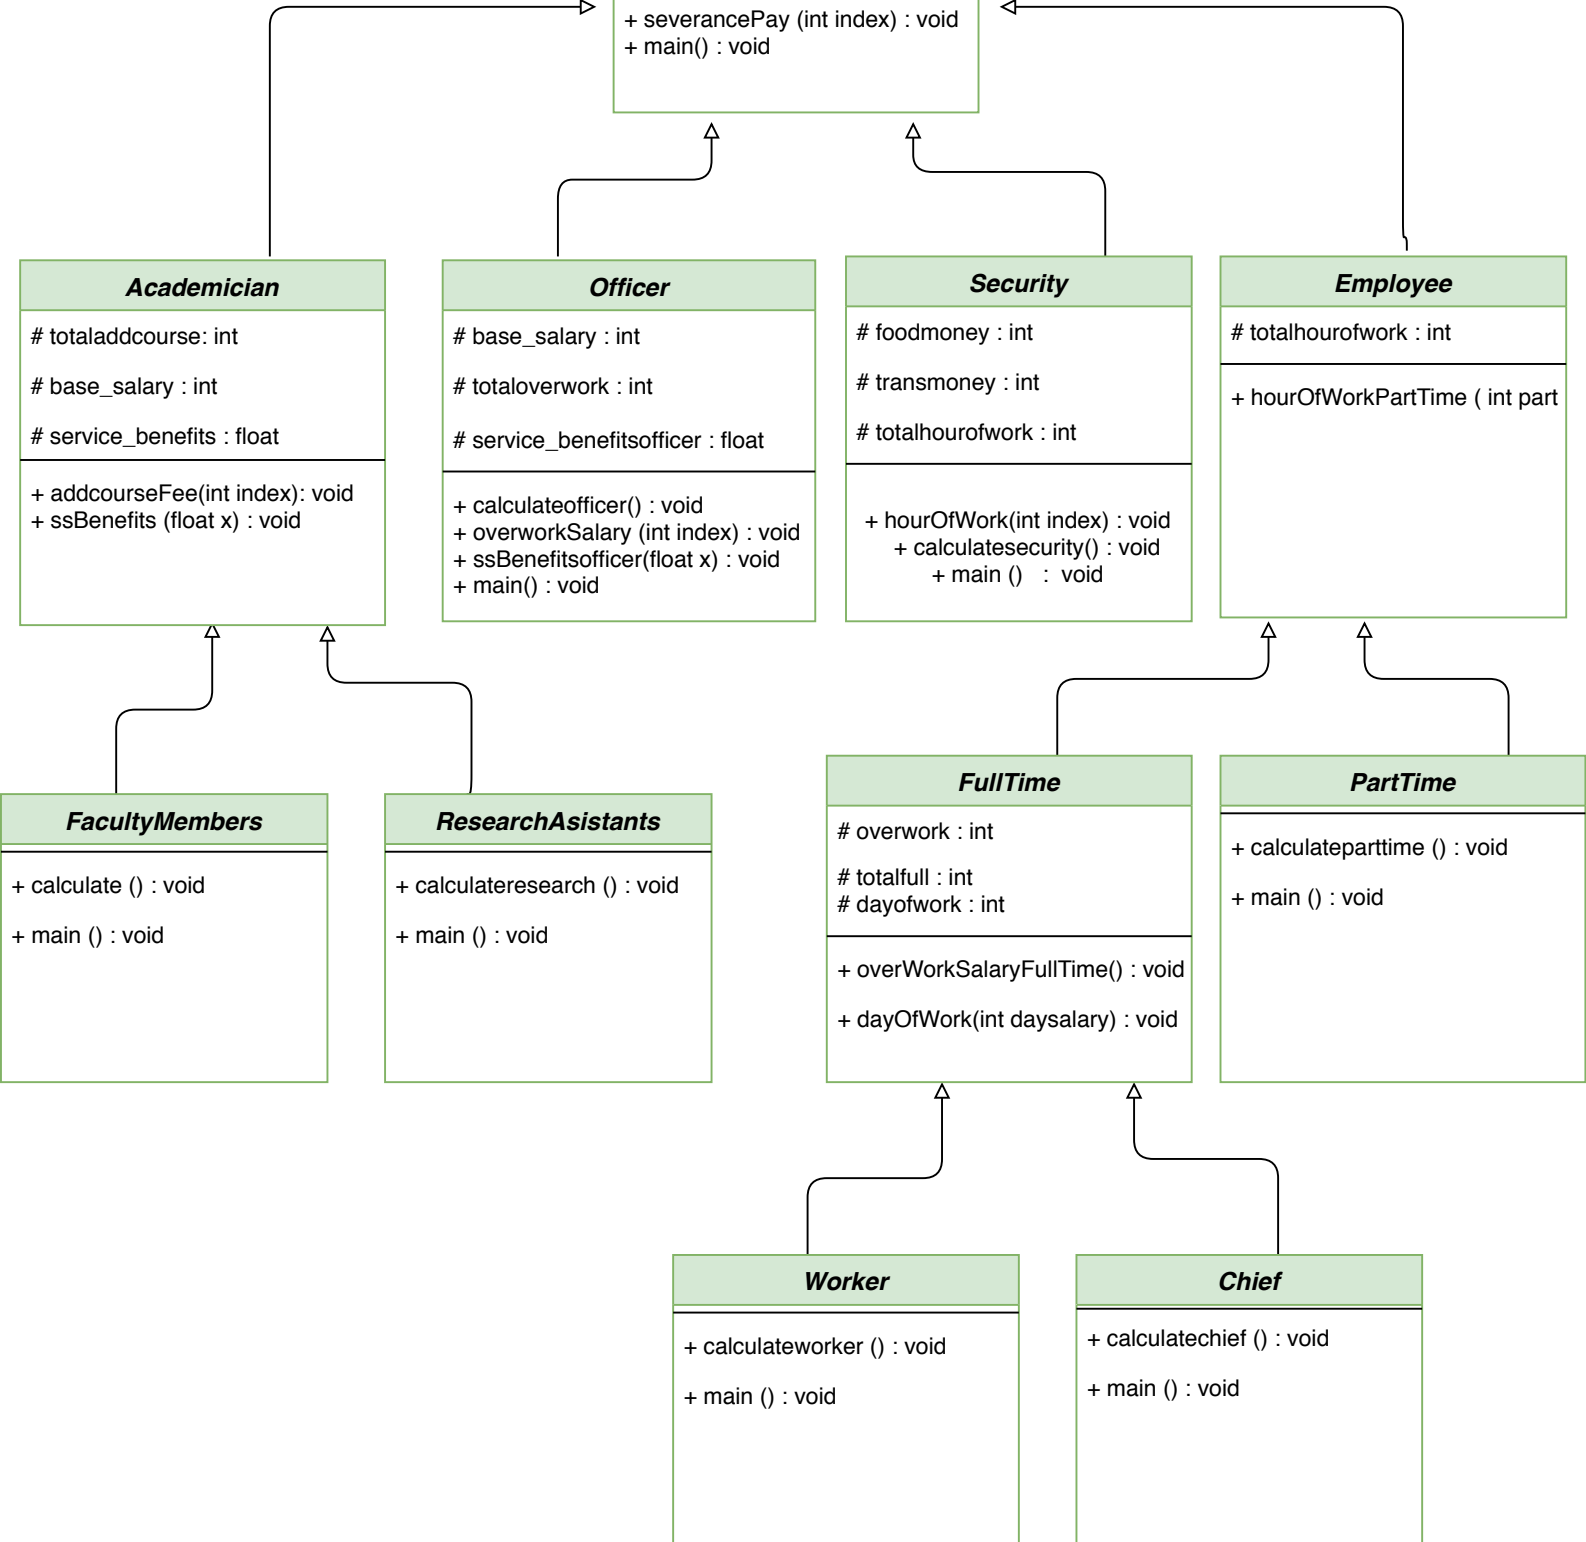 + severancePay (int index) : void
+ main() : void
Academician
# totaladdcourse: int
# base_salary : int
# service_benefits : float
+ addcourseFee(int index): void
+ ssBenefits (float x) : void
Officer
# base_salary : int
# totaloverwork : int
# service_benefitsofficer : float
+ calculateofficer() : void
+ overworkSalary (int index) : void
+ ssBenefitsofficer(float x) : void
+ main() : void
Security
# foodmoney : int
# transmoney : int
# totalhourofwork : int
+ hourOfWork(int index) : void
+ calculatesecurity() : void
+ main () : void
Employee
# totalhourofwork : int
+ hourOfWorkPartTime ( int part
FacultyMembers
+ calculate () : void
+ main () : void
ResearchAsistants
+ calculateresearch () : void
+ main () : void
FullTime
# overwork : int
# totalfull : int
# dayofwork : int
+ overWorkSalaryFullTime() : void
+ dayOfWork(int daysalary) : void
PartTime
+ calculateparttime () : void
+ main () : void
Worker
+ calculateworker () : void
+ main () : void
Chief
+ calculatechief () : void
+ main () : void